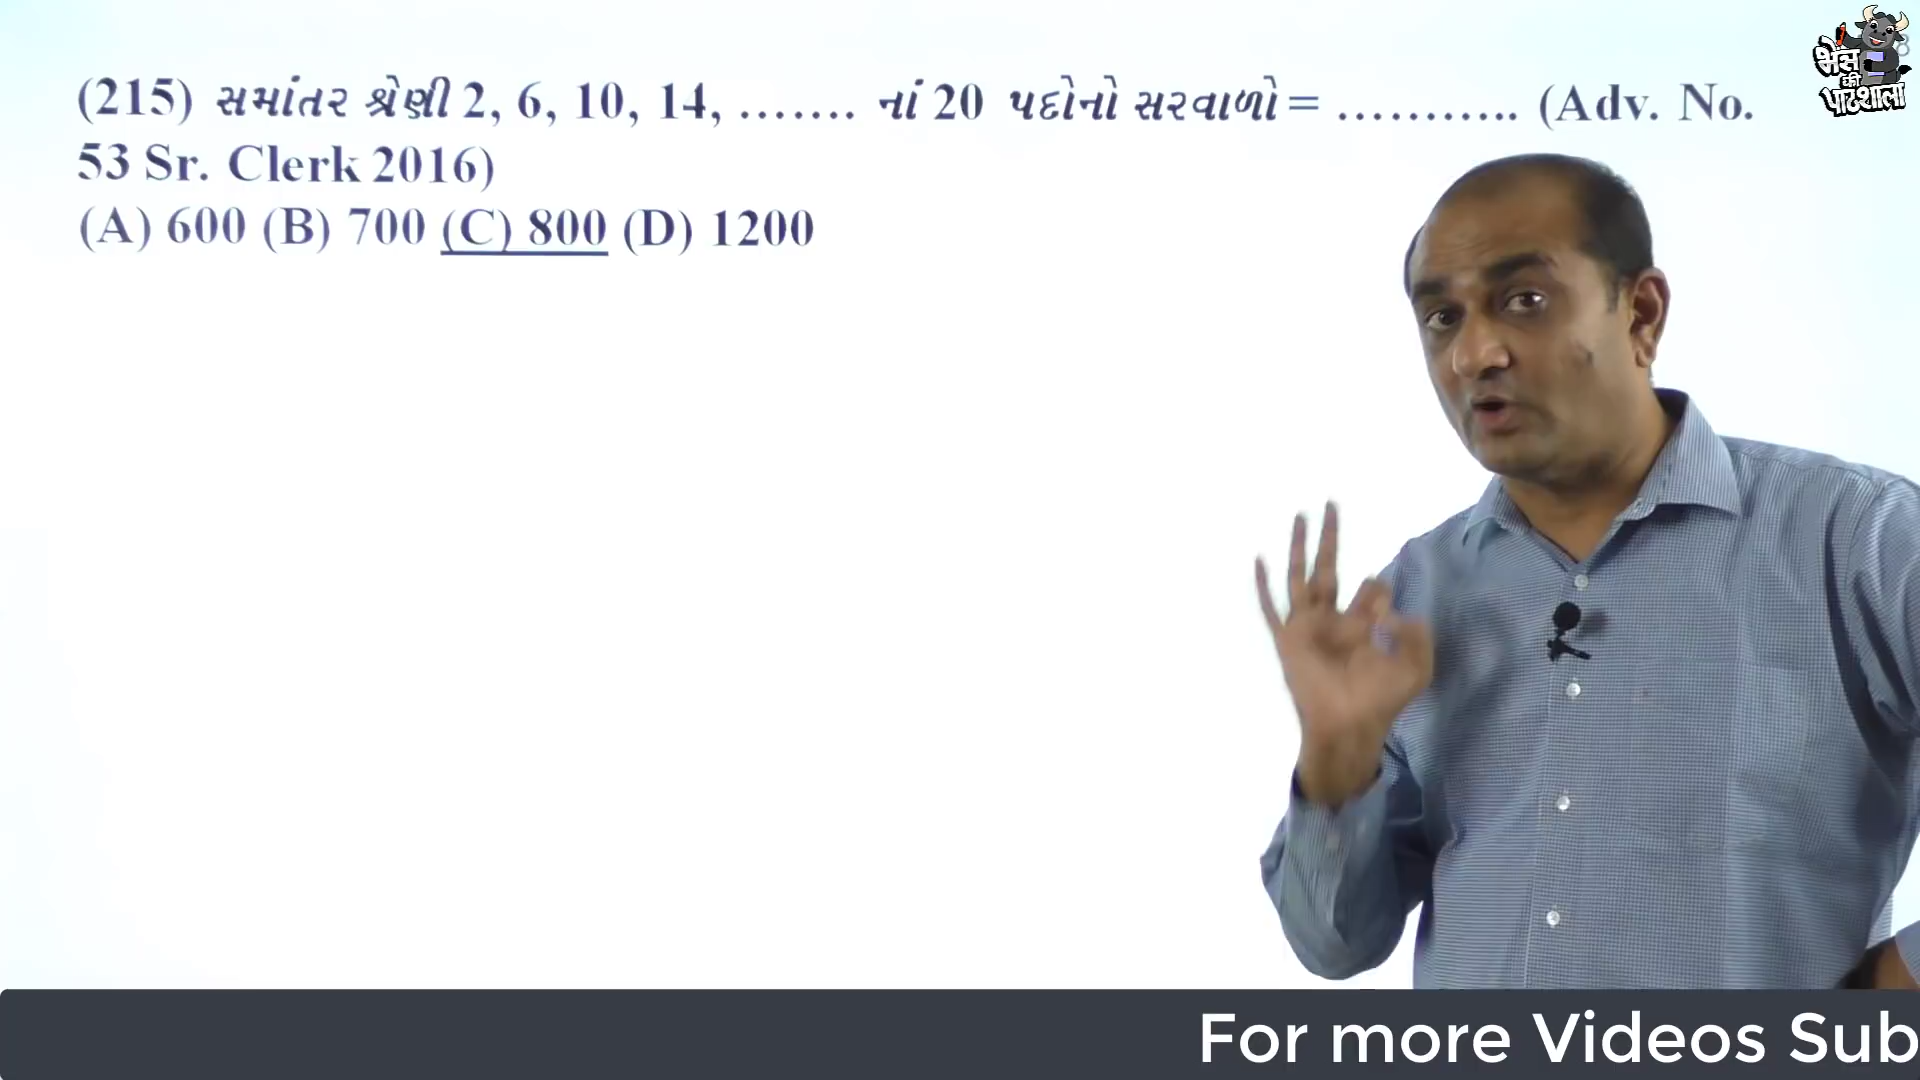 (215) સમાંતર શ્રેણી 2, 6, 10, 14, ……. નાં 20 પદોનો સરવાળો = ……….. (Adv. No.
53 Sr. Clerk 2016)
(A) 600 (B) 700 (C) 800 (D) 1200
भैंस
की
पाठशाला
For more Videos Sub